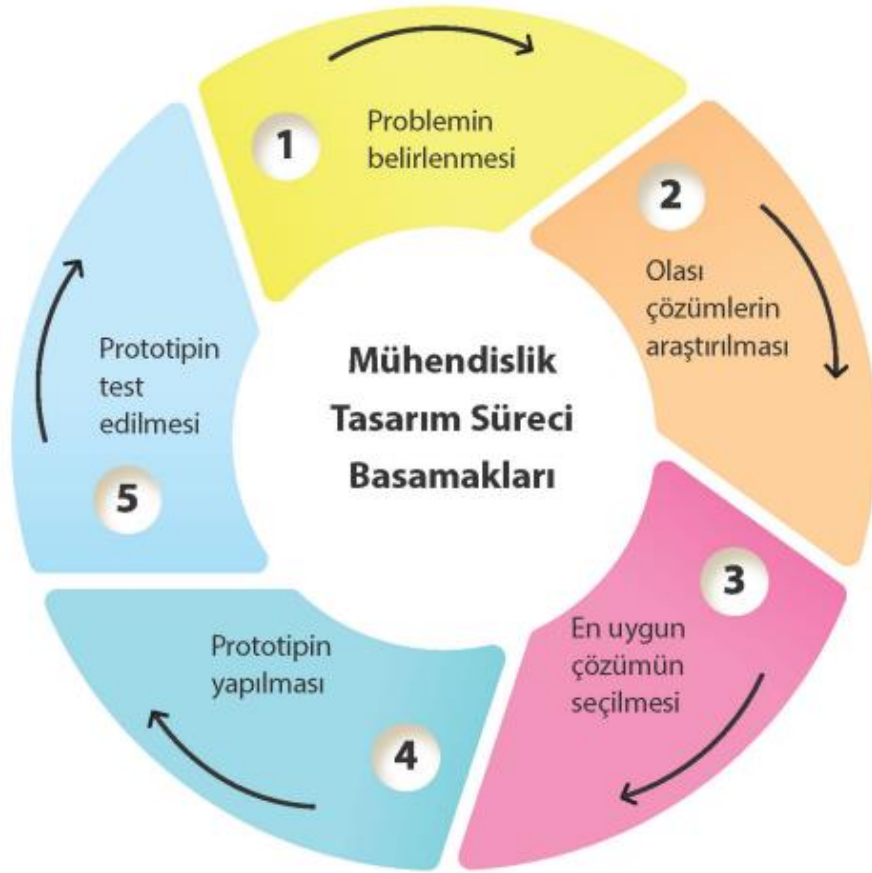 Mühendislik
Tasarım Süreci
Basamakları
1
Problemin
belirlenmesi
2
Olası
çözümlerin
araştırılması
3
En uygun
çözümün
seçilmesi
4
Prototipin
yapılması
5
Prototipin
test
edilmesi